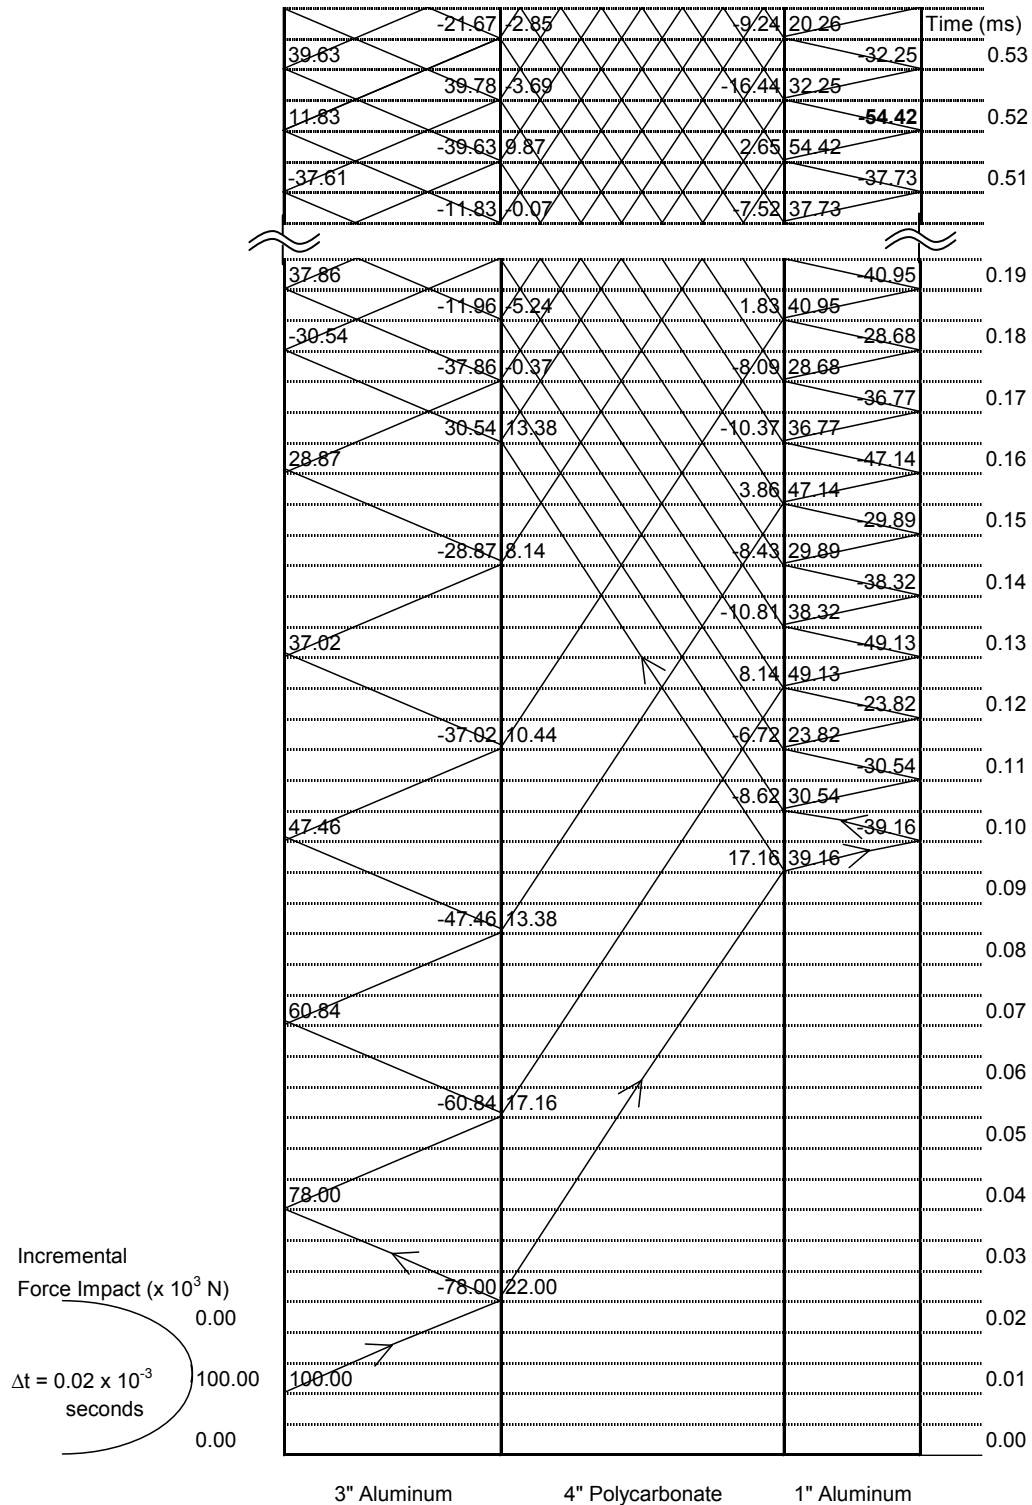 -21.67 -2.85 -9.24 20.26 Time (ms)
39.63 -32.25 0.53
39.78 -3.69 -16.44 32.25
11.83 -54.42 0.52
-39.63 9.87 2.65 54.42
-37.61 -37.73 0.51
-11.83 -0.07 -7.52 37.73
37.86 -40.95 0.19
-11.96 -5.24 1.83 40.95
-30.54 -28.68 0.18
-37.86 -0.37 -8.09 28.68
-36.77 0.17
30.54 13.38 -10.37 36.77
28.87 -47.14 0.16
3.86 47.14
-29.89 0.15
-28.87 8.14 -8.43 29.89
-38.32 0.14
-10.81 38.32
37.02 -49.13 0.13
8.14 49.13
-23.82 0.12
-37.02 10.44 -6.72 23.82
-30.54 0.11
-8.62 30.54
47.46 -39.16 0.10
17.16 39.16
0.09
-47.46 13.38
0.08
60.84 0.07
0.06
-60.84 17.16
0.05
78.00 0.04
Incremental 0.03
Force Impact (x 10³ N) -78.00 22.00
0.00 0.02
Δt = 0.02 x 10⁻³ 100.00 100.00 0.01
seconds
0.00 0.00
3" Aluminum 4" Polycarbonate 1" Aluminum